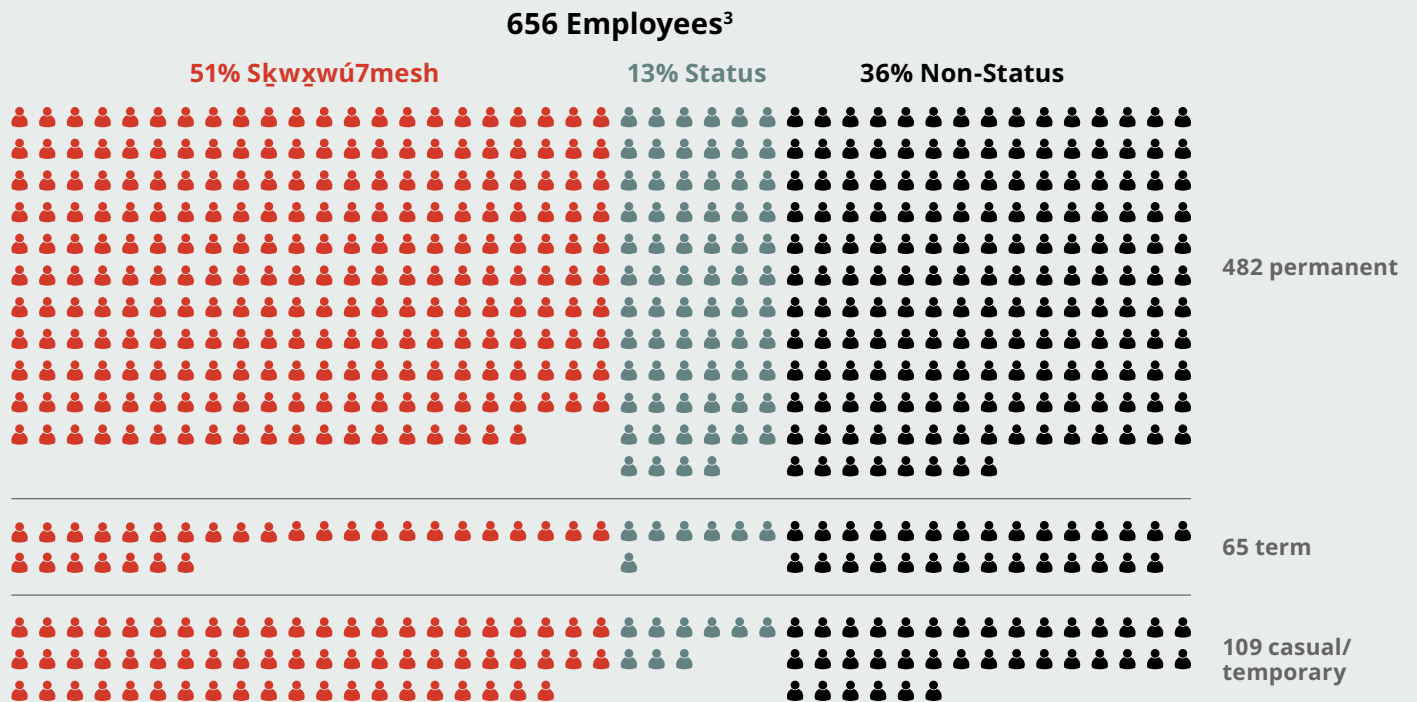 656 Employees³
51% Sḵwx̱wú7mesh
13% Status
36% Non-Status
482 permanent
65 term
109 casual/
temporary